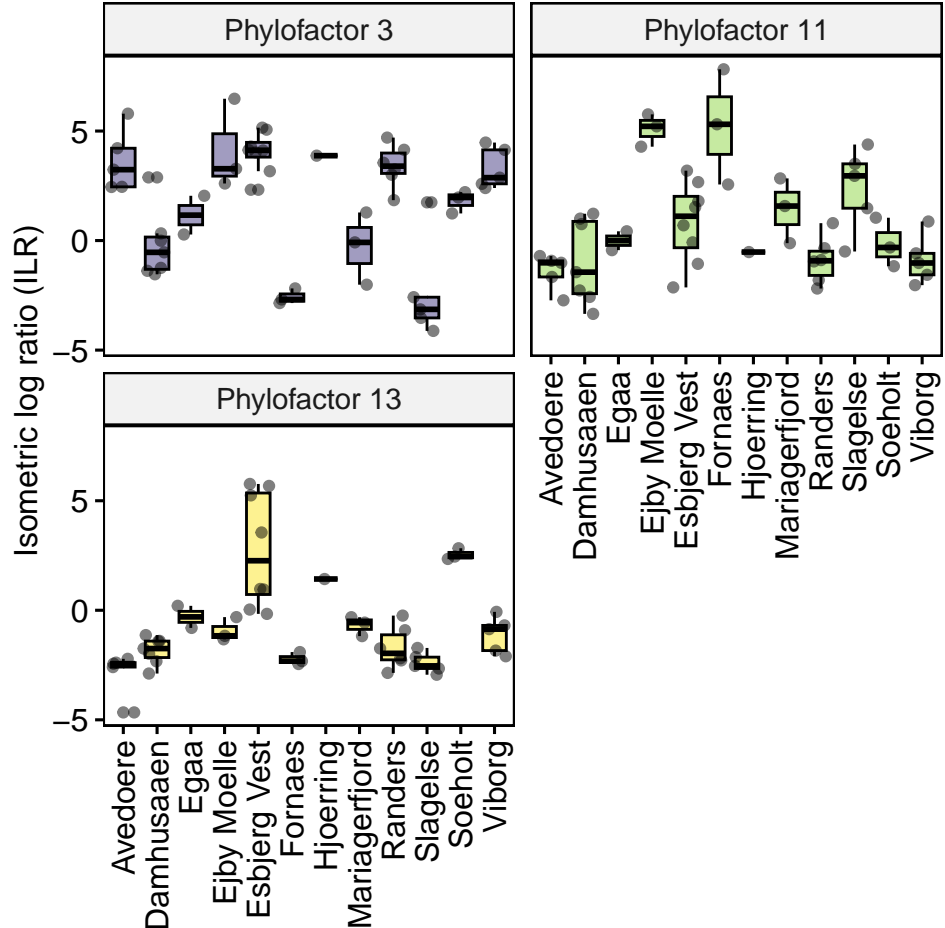 Phylofactor 3
Phylofactor 11
Isometric log ratio (ILR)
5
0
−5
Avedoere
Damhusaaen
Egaa
Ejby Moelle
Esbjerg Vest
Fornaes
Hjoerring
Mariagerfjord
Randers
Slagelse
Soeholt
Viborg
Phylofactor 13
5
0
−5
Avedoere
Damhusaaen
Egaa
Ejby Moelle
Esbjerg Vest
Fornaes
Hjoerring
Mariagerfjord
Randers
Slagelse
Soeholt
Viborg